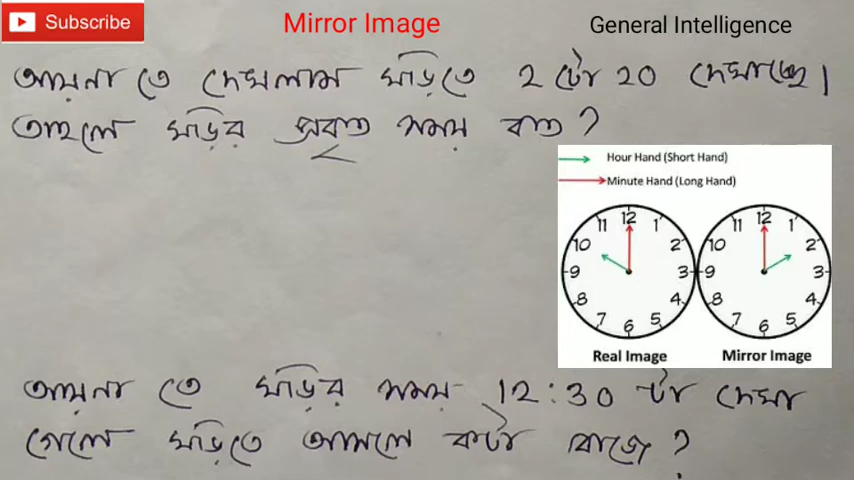 Subscribe
Mirror Image
General Intelligence
আয়না তে দেখলাম ঘড়িতে ২ টো ২০ দেখাচ্ছে।
তাহলে ঘড়ির প্রকৃত সময় কত?
Hour Hand (Short Hand)
Minute Hand (Long Hand)
12 12
11 1 11 1
10 2 10 2
9 3 9 3
8 4 8 4
7 5 7 5
6 6
Real Image Mirror Image
আয়না তে ঘড়ির সময় 12:30 টা দেখা
গেলে ঘড়িতে আসলে কটা বাজে?